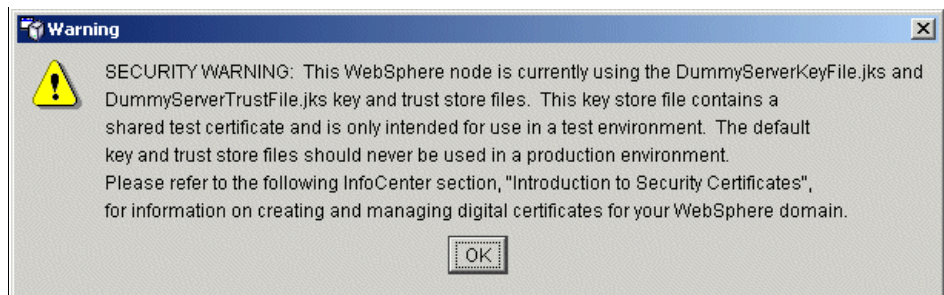 Warning
SECURITY WARNING: This WebSphere node is currently using the DummyServerKeyFile.jks and
DummyServerTrustFile.jks key and trust store files. This key store file contains a
shared test certificate and is only intended for use in a test environment. The default
key and trust store files should never be used in a production environment.
Please refer to the following InfoCenter section, "Introduction to Security Certificates",
for information on creating and managing digital certificates for your WebSphere domain.
OK